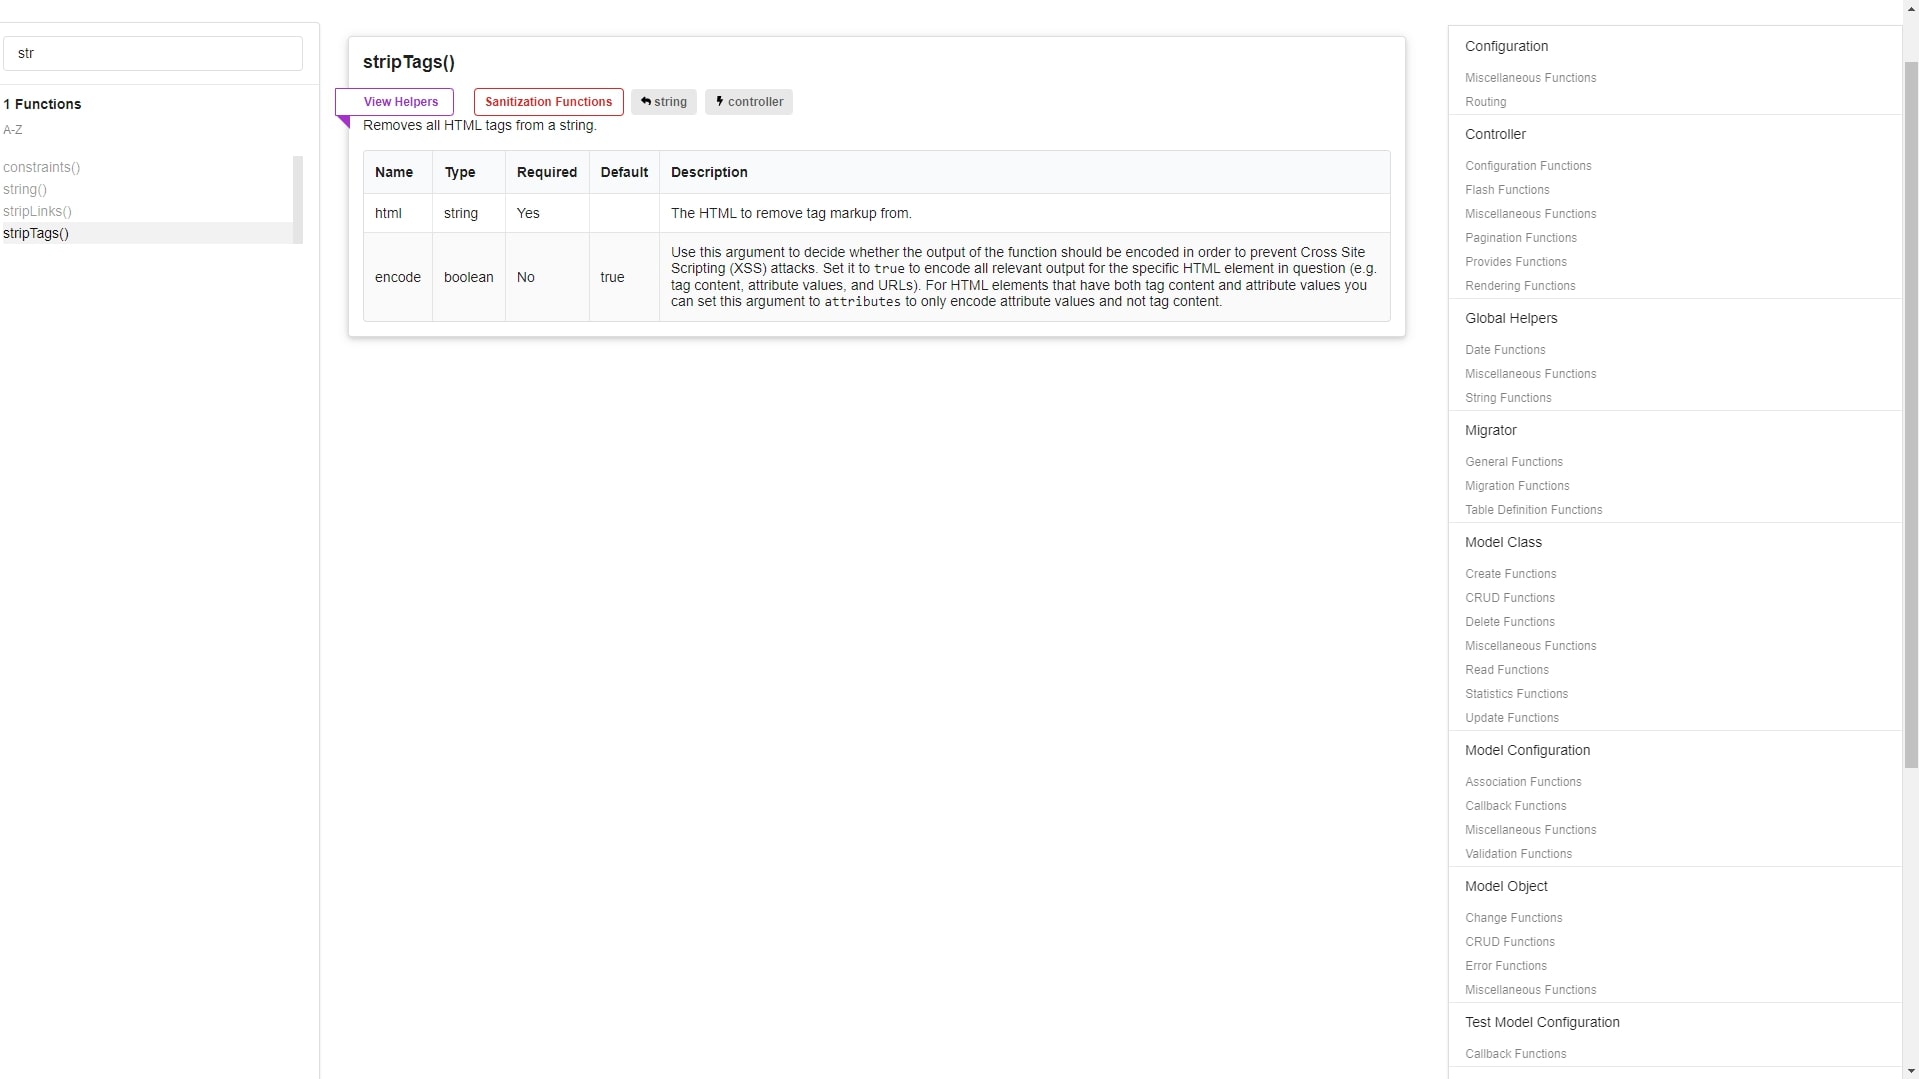 str
1 Functions
A-Z
constraints()
string()
stripLinks()
stripTags()
stripTags()
View Helpers
Sanitization Functions
string
controller
Removes all HTML tags from a string.
Name Type Required Default Description
html string Yes The HTML to remove tag markup from.
encode boolean No true
Use this argument to decide whether the output of the function should be encoded in order to prevent Cross Site
Scripting (XSS) attacks. Set it to true to encode all relevant output for the specific HTML element in question (e.g.
tag content, attribute values, and URLs). For HTML elements that have both tag content and attribute values you
can set this argument to attributes to only encode attribute values and not tag content.
Configuration
Miscellaneous Functions
Routing
Controller
Configuration Functions
Flash Functions
Miscellaneous Functions
Pagination Functions
Provides Functions
Rendering Functions
Global Helpers
Date Functions
Miscellaneous Functions
String Functions
Migrator
General Functions
Migration Functions
Table Definition Functions
Model Class
Create Functions
CRUD Functions
Delete Functions
Miscellaneous Functions
Read Functions
Statistics Functions
Update Functions
Model Configuration
Association Functions
Callback Functions
Miscellaneous Functions
Validation Functions
Model Object
Change Functions
CRUD Functions
Error Functions
Miscellaneous Functions
Test Model Configuration
Callback Functions